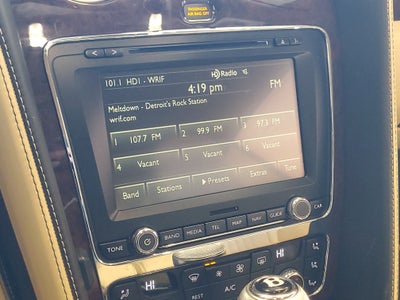 PASSENGER
AIR BAG OFF
101.1 HD1 - WRIF
HD Radio
4:19 pm
FM
Meltdown - Detroit's Rock Station
wrif.com
1 107.7 FM 2 99.9 FM 3 97.3 FM
4 Vacant 5 Vacant 6 Vacant
Band Stations Presets Extras Tune
TONE BAND MEDIA TEL MAP NAV GUIDE CAR
HI HI
REST A/C
B